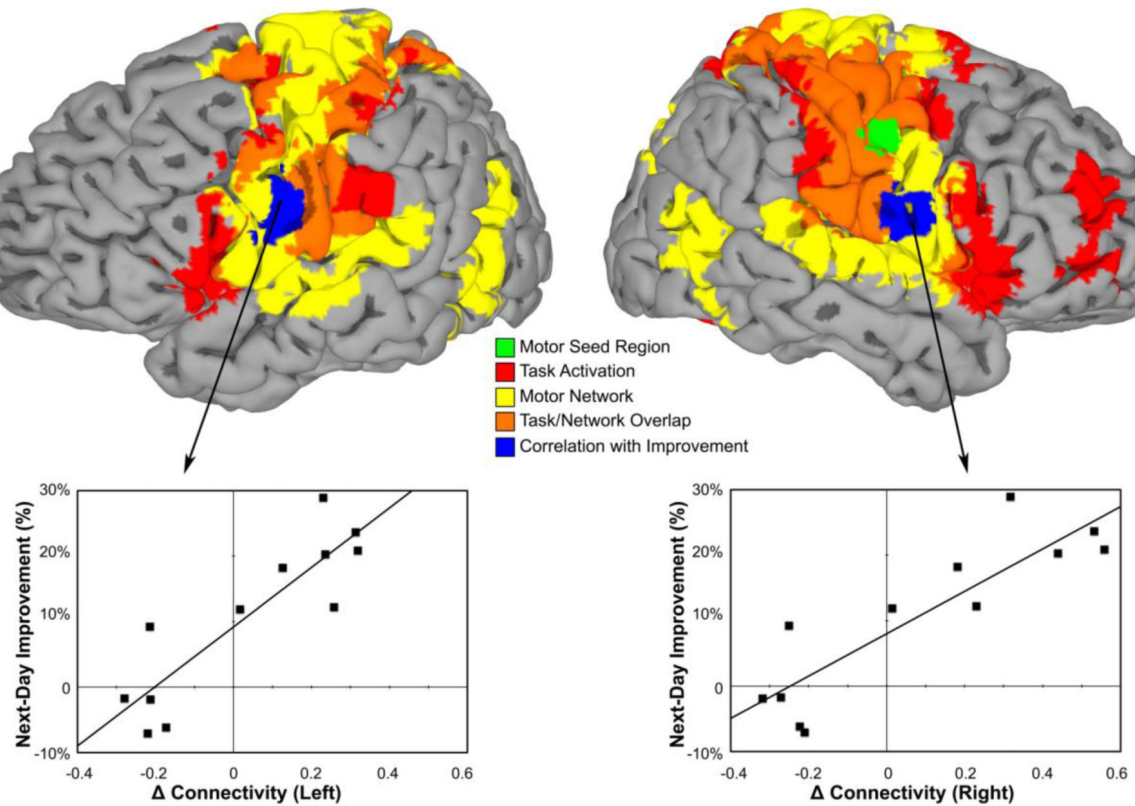 Motor Seed Region
Task Activation
Motor Network
Task/Network Overlap
Correlation with Improvement
Next-Day Improvement (%)
30%
20%
10%
0
-10%
-0.4
-0.2
0
0.2
0.4
0.6
Δ Connectivity (Left)
Next-Day Improvement (%)
30%
20%
10%
0
-10%
-0.4
-0.2
0
0.2
0.4
0.6
Δ Connectivity (Right)